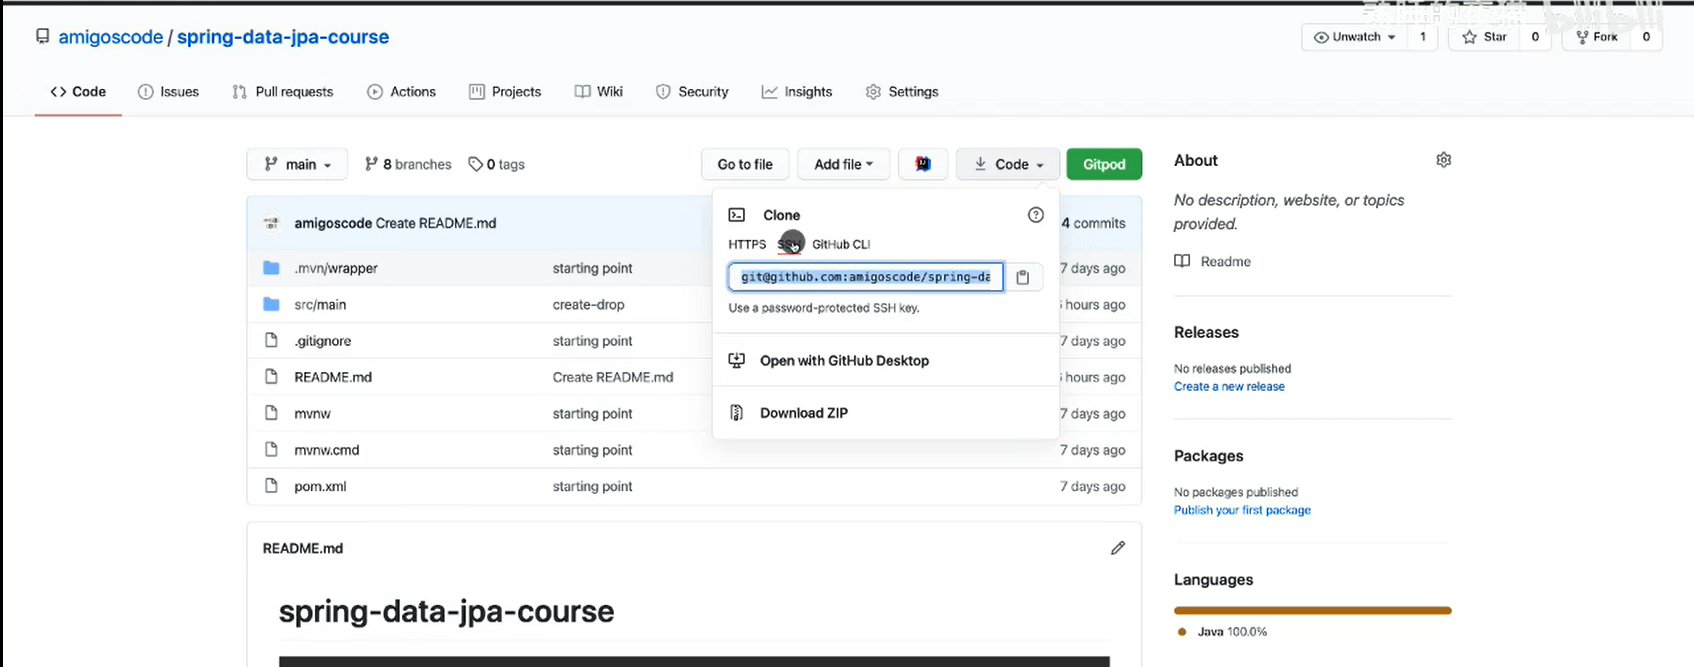 amigoscode / spring-data-jpa-course
Unwatch 1 Star 0 Fork 0
Code Issues Pull requests Actions Projects Wiki Security Insights Settings
main 8 branches 0 tags Go to file Add file Code Gitpod
amigoscode Create README.md 4 commits
.mvn/wrapper starting point 7 days ago
src/main create-drop hours ago
.gitignore starting point 7 days ago
README.md Create README.md hours ago
mvnw starting point 7 days ago
mvnw.cmd starting point 7 days ago
pom.xml starting point 7 days ago
Clone
HTTPS SSH GitHub CLI
git@github.com:amigoscode/spring-da
Use a password-protected SSH key.
Open with GitHub Desktop
Download ZIP
README.md
spring-data-jpa-course
About
No description, website, or topics
provided.
Readme
Releases
No releases published
Create a new release
Packages
No packages published
Publish your first package
Languages
Java 100.0%